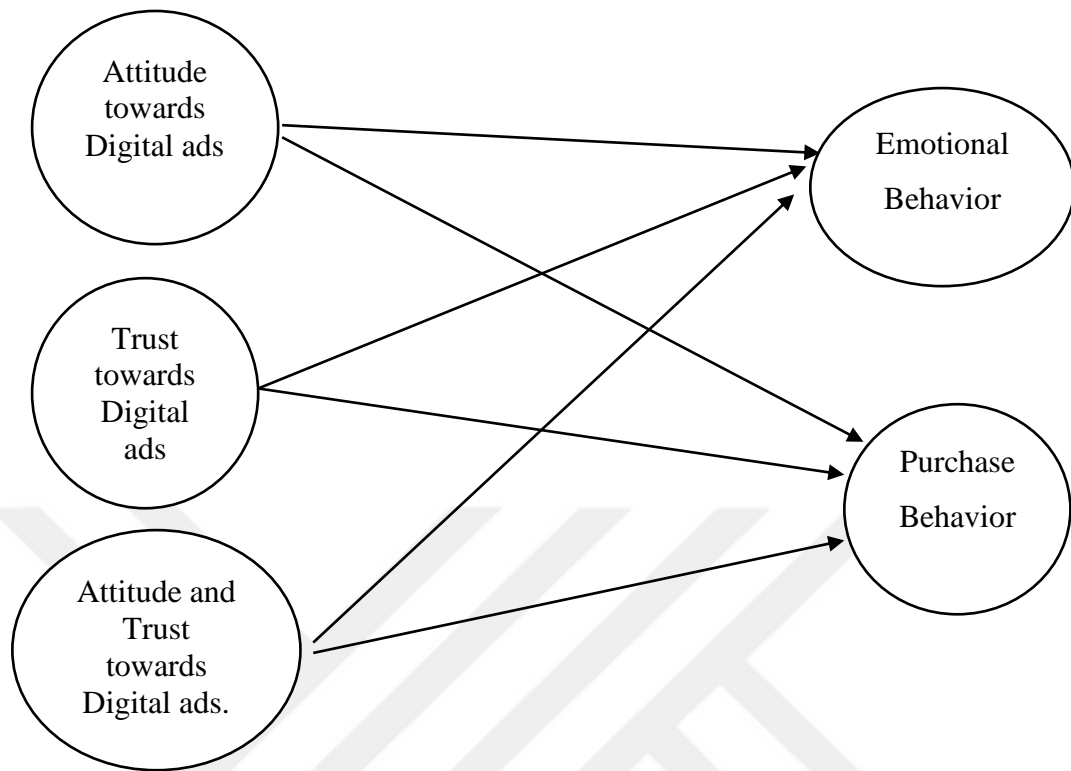 Attitude
towards
Digital ads
Emotional
Behavior
Trust
towards
Digital
ads
Purchase
Behavior
Attitude and
Trust
towards
Digital ads.